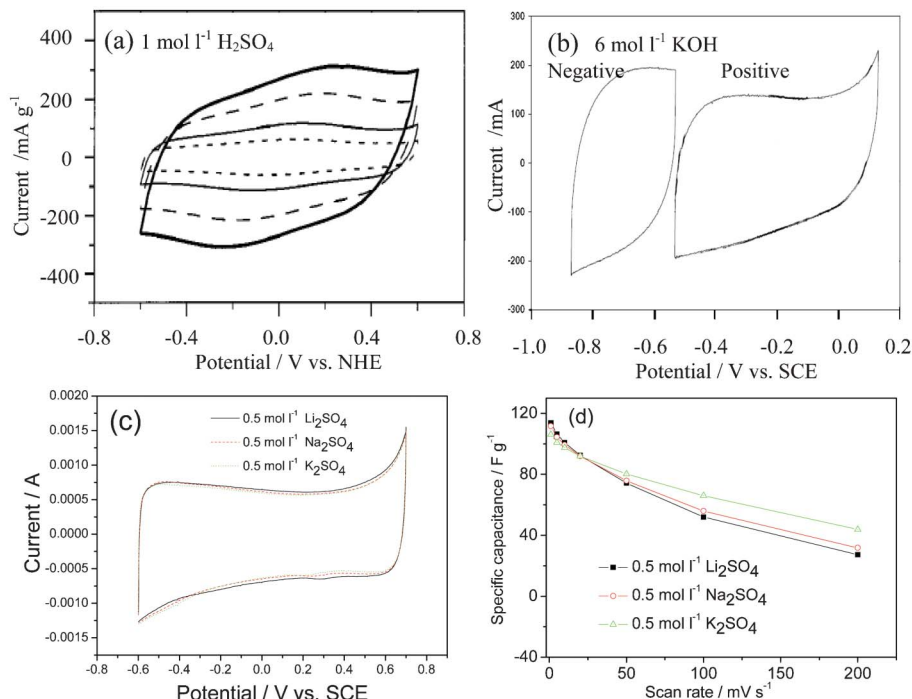 (a) 1 mol l⁻¹ H₂SO₄
400
200
0
-200
-400
Current /mA g⁻¹
-0.8 -0.4 0.0 0.4 0.8
Potential / V vs. NHE
(b) 6 mol l⁻¹ KOH
Negative Positive
300
200
100
0
-100
-200
-300
Current /mA
-1.0 -0.8 -0.6 -0.4 -0.2 0.0 0.2
Potential / V vs. SCE
(c)
0.5 mol l⁻¹ Li₂SO₄
0.5 mol l⁻¹ Na₂SO₄
0.5 mol l⁻¹ K₂SO₄
0.0020
0.0015
0.0010
0.0005
0.0000
-0.0005
-0.0010
-0.0015
Current / A
-0.8 -0.6 -0.4 -0.2 0.0 0.2 0.4 0.6 0.8
Potential / V vs. SCE
(d)
120
80
40
0
-40
Specific capacitance / F g⁻¹
0.5 mol l⁻¹ Li₂SO₄
0.5 mol l⁻¹ Na₂SO₄
0.5 mol l⁻¹ K₂SO₄
0 50 100 150 200
Scan rate / mV s⁻¹